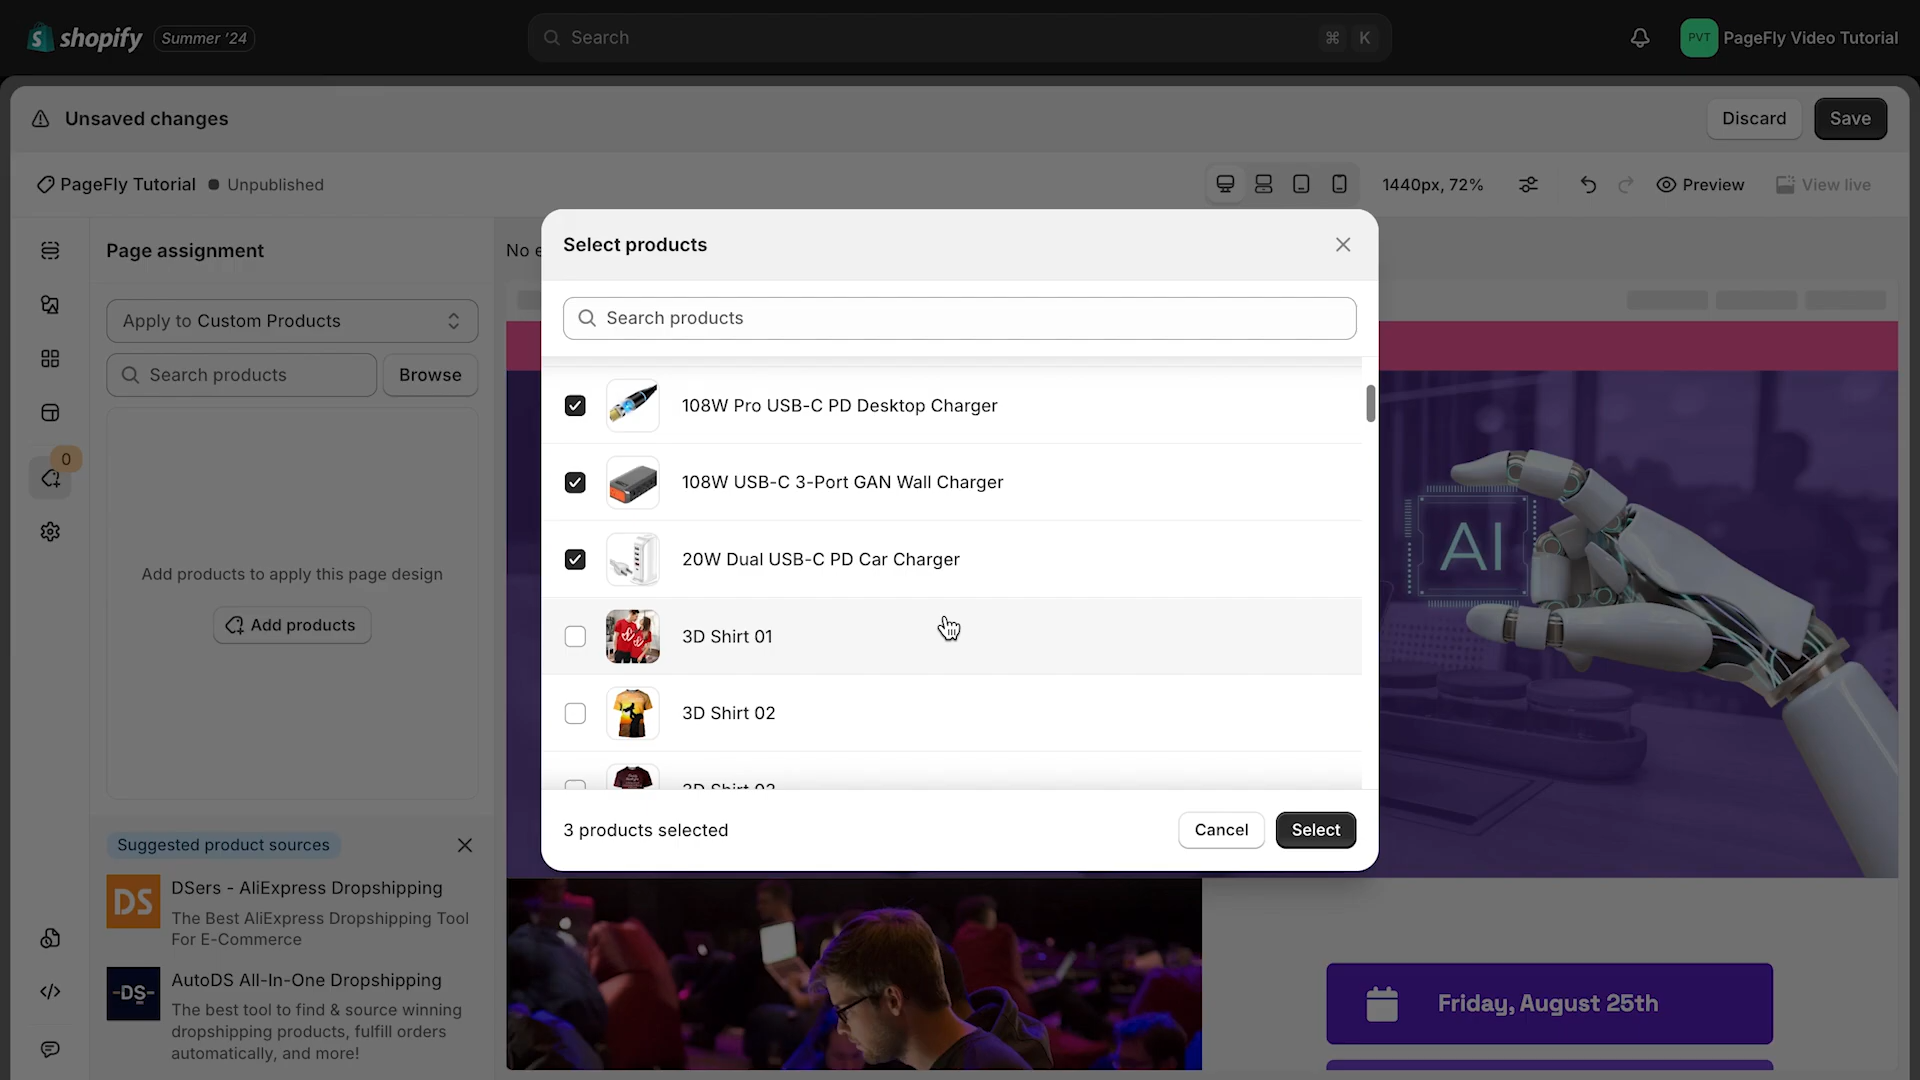 shopify
Summer '24
Search
⌘ K
PVT
PageFly Video Tutorial
Unsaved changes
Discard
Save
PageFly Tutorial
Unpublished
1440px, 72%
Preview
View live
Page assignment
No
Apply to Custom Products
Search products
Browse
0
Add products to apply this page design
Add products
Suggested product sources
DS
DSers - AliExpress Dropshipping
The Best AliExpress Dropshipping Tool
For E-Commerce
-DS-
AutoDS All-In-One Dropshipping
The best tool to find & source winning
dropshipping products, fulfill orders
automatically, and more!
Select products
Search products
108W Pro USB-C PD Desktop Charger
108W USB-C 3-Port GAN Wall Charger
20W Dual USB-C PD Car Charger
3D Shirt 01
3D Shirt 02
3D Shirt 03
3 products selected
Cancel
Select
AI
Friday, August 25th